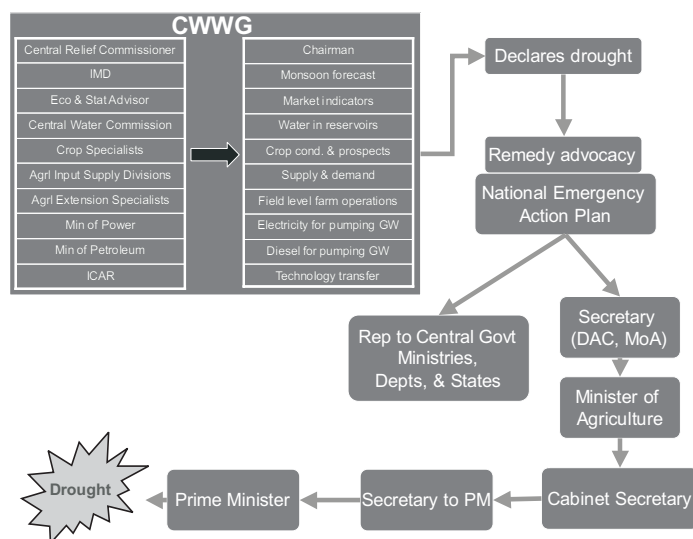 CWWG
Central Relief Commissioner
IMD
Eco & Stat Advisor
Central Water Commission
Crop Specialists
Agrl Input Supply Divisions
Agrl Extension Specialists
Min of Power
Min of Petroleum
ICAR
Chairman
Monsoon forecast
Market indicators
Water in reservoirs
Crop cond. & prospects
Supply & demand
Field level farm operations
Electricity for pumping GW
Diesel for pumping GW
Technology transfer
Declares drought
Remedy advocacy
National Emergency
Action Plan
Rep to Central Govt
Ministries,
Depts, & States
Secretary
(DAC, MoA)
Minister of
Agriculture
Cabinet Secretary
Secretary to PM
Prime Minister
Drought